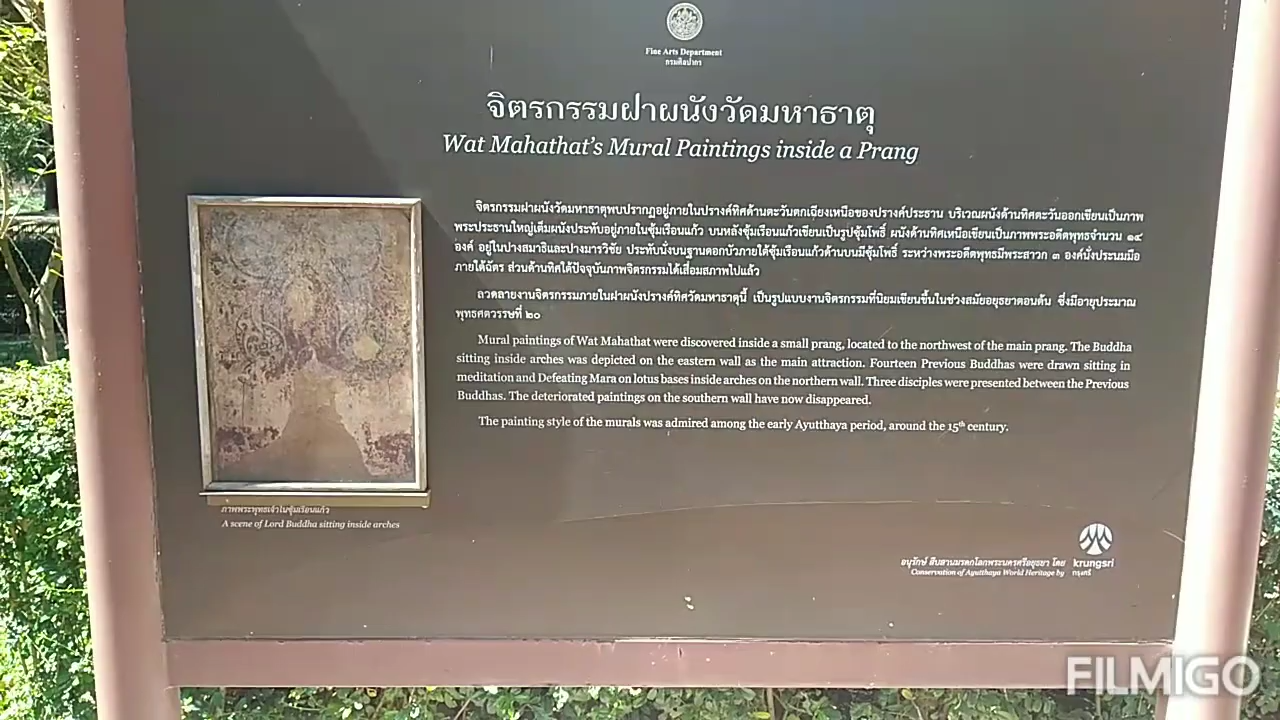 Fine Arts Department
กรมศิลปากร
จิตรกรรมฝาผนังวัดมหาธาตุ
Wat Mahathat's Mural Paintings inside a Prang
จิตรกรรมฝาผนังวัดมหาธาตุพบปรากฏอยู่ภายในปรางค์ทิศด้านตะวันตกเฉียงเหนือของปรางค์ประธาน บริเวณผนังด้านทิศตะวันออกเขียนเป็นภาพ
พระประธานใหญ่เต็มผนังประทับอยู่ภายในซุ้มเรือนแก้ว บนหลังซุ้มเรือนแก้วเขียนเป็นรูปซุ้มโพธิ์ ผนังด้านทิศเหนือเขียนเป็นภาพพระอดีตพุทธจำนวน ๑๔
องค์ อยู่ในปางสมาธิและปางมารวิชัย ประทับนั่งบนฐานดอกบัวภายใต้ซุ้มเรือนแก้วด้านบนมีซุ้มโพธิ์ ระหว่างพระอดีตพุทธมีพระสาวก ๓ องค์นั่งประนมมือ
ภายใต้ฉัตร ส่วนด้านทิศใต้ปัจจุบันภาพจิตรกรรมได้เสื่อมสภาพไปแล้ว
ลวดลายงานจิตรกรรมภายในฝาผนังปรางค์ทิศวัดมหาธาตุนี้ เป็นรูปแบบงานจิตรกรรมที่นิยมเขียนขึ้นในช่วงสมัยอยุธยาตอนต้น ซึ่งมีอายุประมาณ
พุทธศตวรรษที่ ๒๐
Mural paintings of Wat Mahathat were discovered inside a small prang, located to the northwest of the main prang. The Buddha
sitting inside arches was depicted on the eastern wall as the main attraction. Fourteen Previous Buddhas were drawn sitting in
meditation and Defeating Mara on lotus bases inside arches on the northern wall. Three disciples were presented between the Previous
Buddhas. The deteriorated paintings on the southern wall have now disappeared.
The painting style of the murals was admired among the early Ayutthaya period, around the 15th century.
ภาพพระพุทธเจ้าในซุ้มเรือนแก้ว
A scene of Lord Buddha sitting inside arches
อนุรักษ์ สืบสานมรดกโลกพระนครศรีอยุธยา โดย
Conservation of Ayutthaya World Heritage by
krungsri
กรุงศรี
FILMIGO